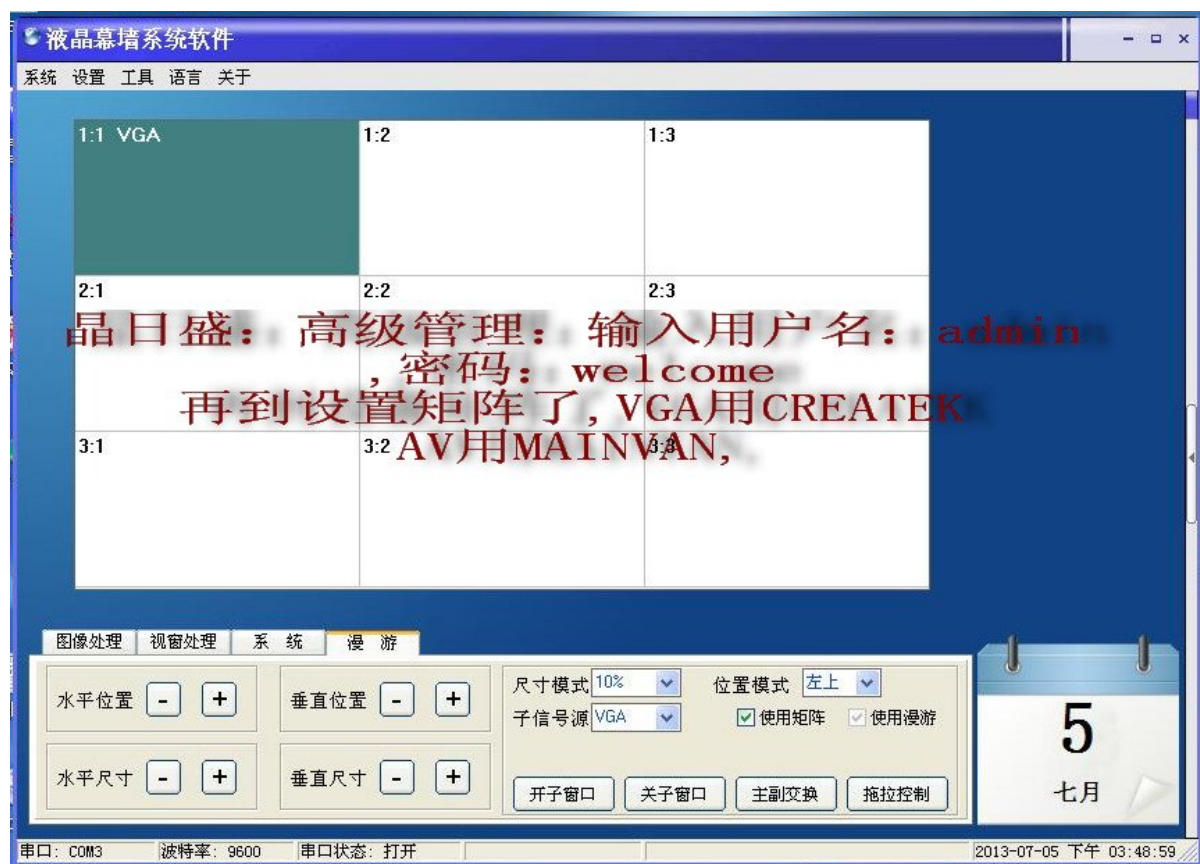 液晶幕墙系统软件
系统 设置 工具 语言 关于
1:1 VGA 1:2 1:3
2:1 2:2 2:3
晶日盛：高级管理：输入用户名：admin
,密码：welcome
再到设置矩阵了,VGA用CREATEK
AV用MAINVAN,
3:1 3:2 3:3
图像处理 视窗处理 系 统 漫 游
水平位置 - + 垂直位置 - + 尺寸模式 10% 位置模式 左上
子信号源 VGA 使用矩阵 使用漫游
水平尺寸 - + 垂直尺寸 - + 开子窗口 关子窗口 主副交换 拖拉控制
5
七月
串口: COM3 波特率: 9600 串口状态: 打开 2013-07-05 下午 03:48:59